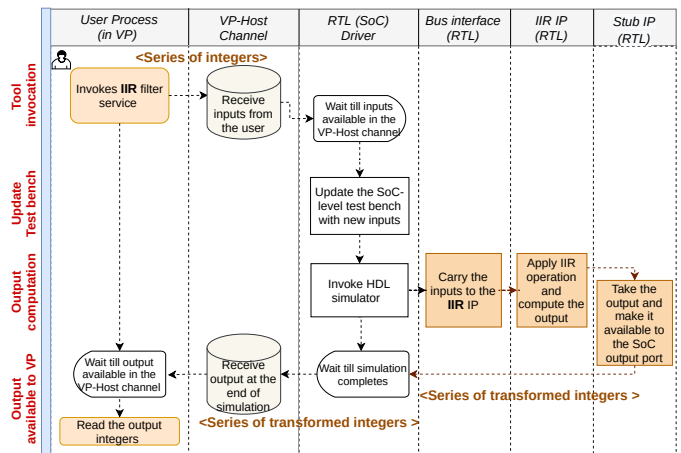 User Process
(in VP)
VP-Host
Channel
RTL (SoC)
Driver
Bus interface
(RTL)
IIR IP
(RTL)
Stub IP
(RTL)
Tool
invocation
<Series of integers>
Invokes IIR filter
service
Receive
inputs from
the user
Wait till inputs
available in the
VP-Host channel
Update
Test bench
Update the SoC-
level test bench
with new inputs
Output
computation
Invoke HDL
simulator
Carry the
inputs to the
IIR IP
Apply IIR
operation
and
compute the
output
Take the
output and
make it
available to
the SoC
output port
Output
available to VP
Wait till output
available in the
VP-Host channel
Receive
output at the
end of
simulation
Wait till simulation
completes
<Series of transformed integers >
<Series of transformed integers >
Read the output
integers